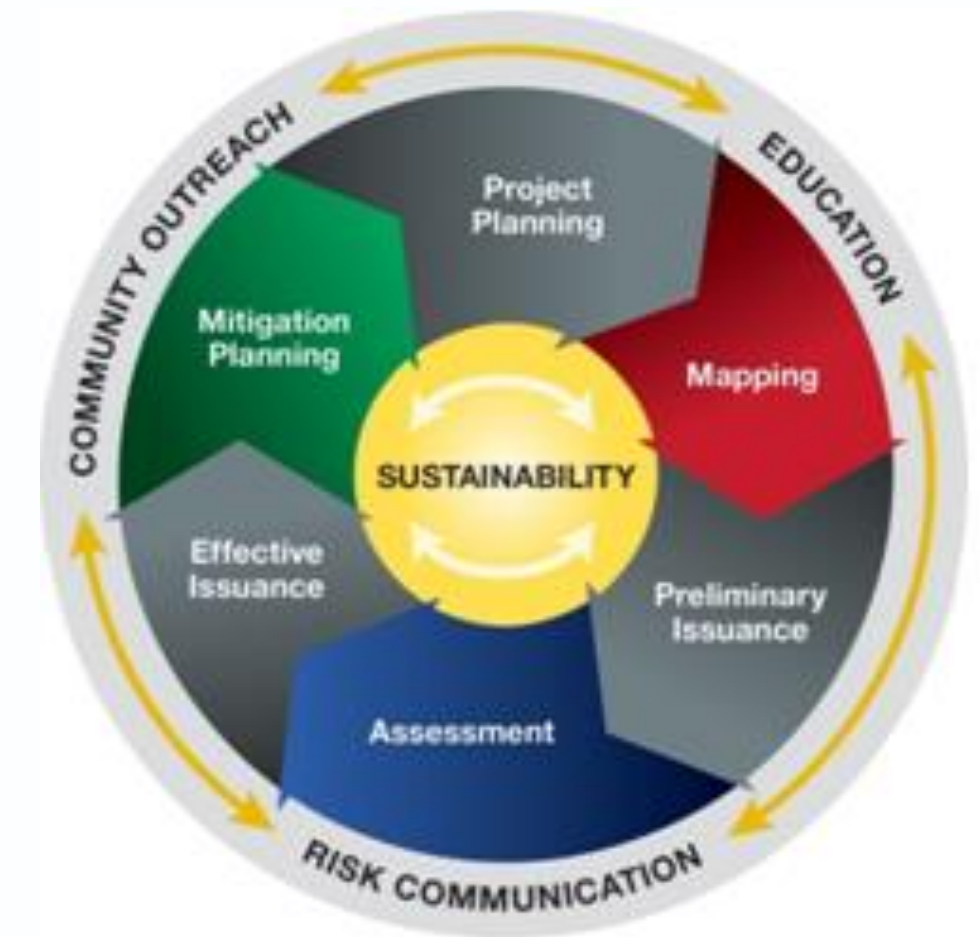 COMMUNITY OUTREACH
EDUCATION
Project
Planning
Mitigation
Planning
Mapping
SUSTAINABILITY
Effective
Issuance
Preliminary
Issuance
Assessment
RISK COMMUNICATION